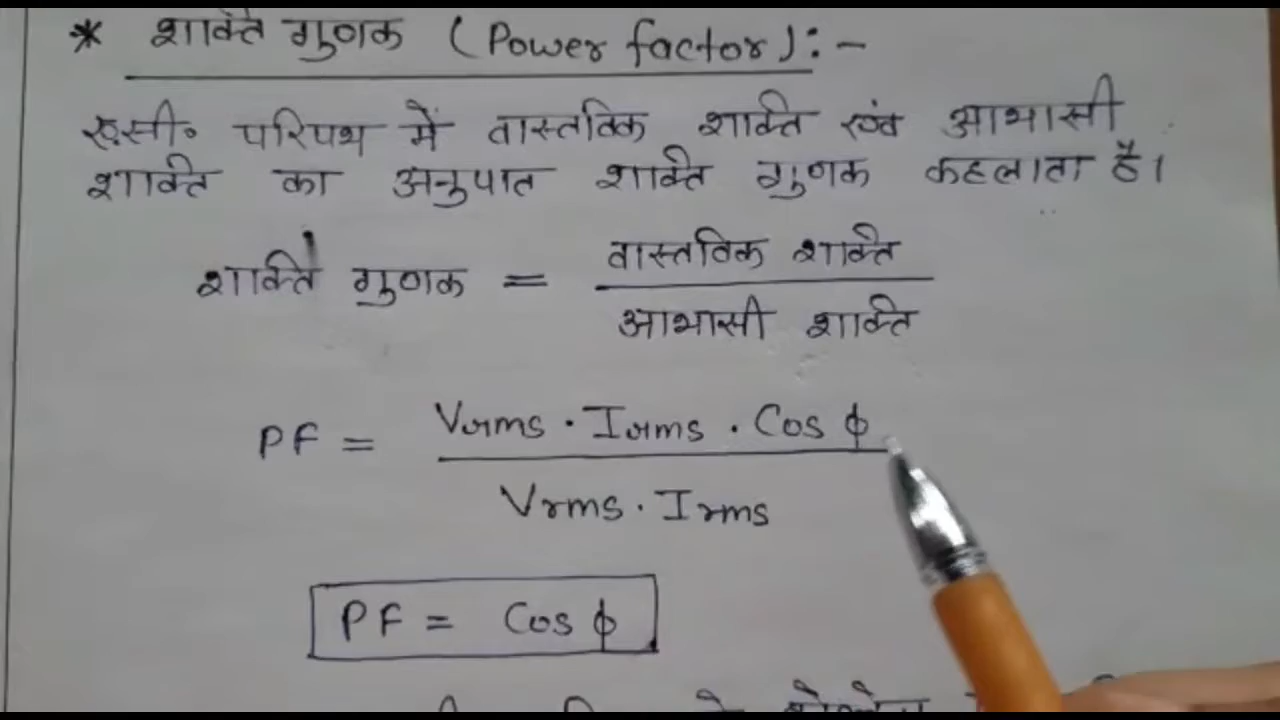 * शक्ति गुणक (Power factor) : -
ए॰सी॰ परिपथ में वास्तविक शक्ति एवं आभासी
शक्ति का अनुपात शक्ति गुणक कहलाता है।
शक्ति गुणक = वास्तविक शक्ति
आभासी शक्ति
PF = Vrms · Irms · Cos ϕ
Vrms · Irms
PF = Cos ϕ